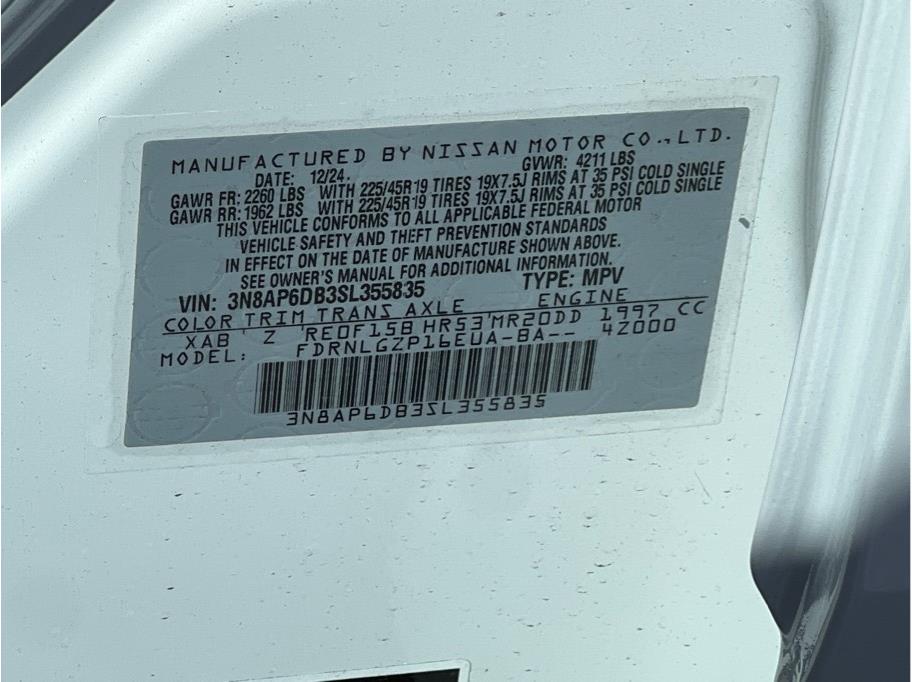 MANUFACTURED BY NISSAN MOTOR CO., LTD.
DATE: 12/24. GVWR: 4211 LBS
GAWR FR: 2260 LBS WITH 225/45R19 TIRES 19X7.5J RIMS AT 35 PSI COLD SINGLE
GAWR RR: 1962 LBS WITH 225/45R19 TIRES 19X7.5J RIMS AT 35 PSI COLD SINGLE
THIS VEHICLE CONFORMS TO ALL APPLICABLE FEDERAL MOTOR
VEHICLE SAFETY AND THEFT PREVENTION STANDARDS
IN EFFECT ON THE DATE OF MANUFACTURE SHOWN ABOVE.
SEE OWNER'S MANUAL FOR ADDITIONAL INFORMATION.
VIN: 3N8AP6DB3SL355835 TYPE: MPV
COLOR TRIM TRANS AXLE ENGINE
XAB ' Z 'RE0F15B HR53'MR20DD 1997 CC
MODEL: FDRNLGZP16EUA-BA-- 4Z000
3N8AP6DB3SL355835